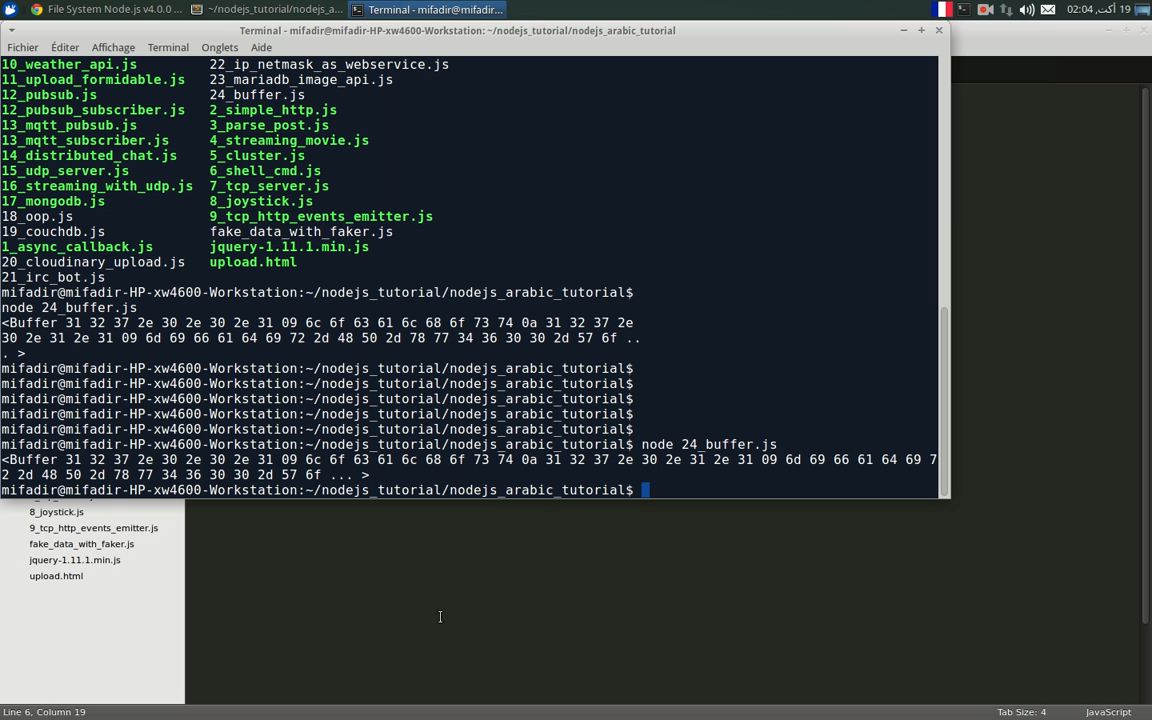 File System Node.js v4.0.0 ... ~/nodejs_tutorial/nodejs_a... Terminal - mifadir@mifadir... 19 أكت, 02:04
Terminal - mifadir@mifadir-HP-xw4600-Workstation: ~/nodejs_tutorial/nodejs_arabic_tutorial
Fichier Éditer Affichage Terminal Onglets Aide
10_weather_api.js 22_ip_netmask_as_webservice.js
11_upload_formidable.js 23_mariadb_image_api.js
12_pubsub.js 24_buffer.js
12_pubsub_subscriber.js 2_simple_http.js
13_mqtt_pubsub.js 3_parse_post.js
13_mqtt_subscriber.js 4_streaming_movie.js
14_distributed_chat.js 5_cluster.js
15_udp_server.js 6_shell_cmd.js
16_streaming_with_udp.js 7_tcp_server.js
17_mongodb.js 8_joystick.js
18_oop.js 9_tcp_http_events_emitter.js
19_couchdb.js fake_data_with_faker.js
1_async_callback.js jquery-1.11.1.min.js
20_cloudinary_upload.js upload.html
21_irc_bot.js
mifadir@mifadir-HP-xw4600-Workstation:~/nodejs_tutorial/nodejs_arabic_tutorial$
node 24_buffer.js
<Buffer 31 32 37 2e 30 2e 30 2e 31 09 6c 6f 63 61 6c 68 6f 73 74 0a 31 32 37 2e
30 2e 31 2e 31 09 6d 69 66 61 64 69 72 2d 48 50 2d 78 77 34 36 30 30 2d 57 6f ..
. >
mifadir@mifadir-HP-xw4600-Workstation:~/nodejs_tutorial/nodejs_arabic_tutorial$
mifadir@mifadir-HP-xw4600-Workstation:~/nodejs_tutorial/nodejs_arabic_tutorial$
mifadir@mifadir-HP-xw4600-Workstation:~/nodejs_tutorial/nodejs_arabic_tutorial$
mifadir@mifadir-HP-xw4600-Workstation:~/nodejs_tutorial/nodejs_arabic_tutorial$
mifadir@mifadir-HP-xw4600-Workstation:~/nodejs_tutorial/nodejs_arabic_tutorial$
mifadir@mifadir-HP-xw4600-Workstation:~/nodejs_tutorial/nodejs_arabic_tutorial$ node 24_buffer.js
<Buffer 31 32 37 2e 30 2e 30 2e 31 09 6c 6f 63 61 6c 68 6f 73 74 0a 31 32 37 2e 30 2e 31 2e 31 09 6d 69 66 61 64 69 7
2 2d 48 50 2d 78 77 34 36 30 30 2d 57 6f ... >
mifadir@mifadir-HP-xw4600-Workstation:~/nodejs_tutorial/nodejs_arabic_tutorial$
8_joystick.js
9_tcp_http_events_emitter.js
fake_data_with_faker.js
jquery-1.11.1.min.js
upload.html
Line 6, Column 19 Tab Size: 4 JavaScript